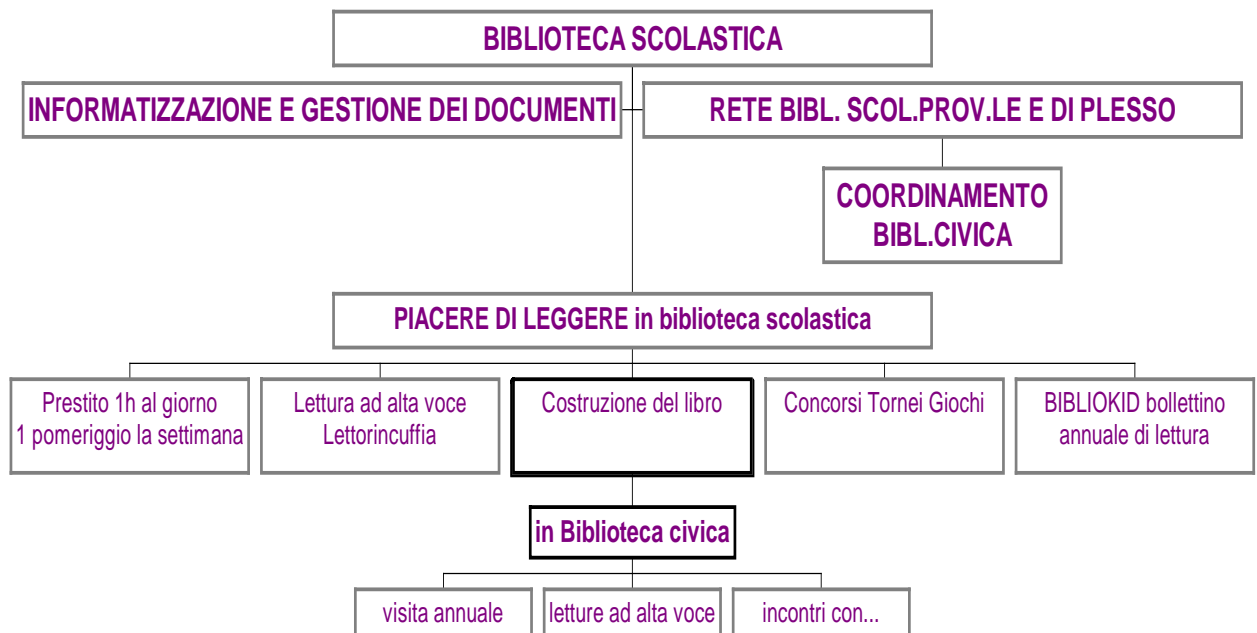 BIBLIOTECA SCOLASTICA
INFORMATIZZAZIONE E GESTIONE DEI DOCUMENTI
RETE BIBL. SCOL.PROV.LE E DI PLESSO
COORDINAMENTO
BIBL.CIVICA
PIACERE DI LEGGERE in biblioteca scolastica
Prestito 1h al giorno
1 pomeriggio la settimana
Lettura ad alta voce
Lettorincuffia
Costruzione del libro
Concorsi Tornei Giochi
BIBLIOKID bollettino
annuale di lettura
in Biblioteca civica
visita annuale
letture ad alta voce
incontri con...